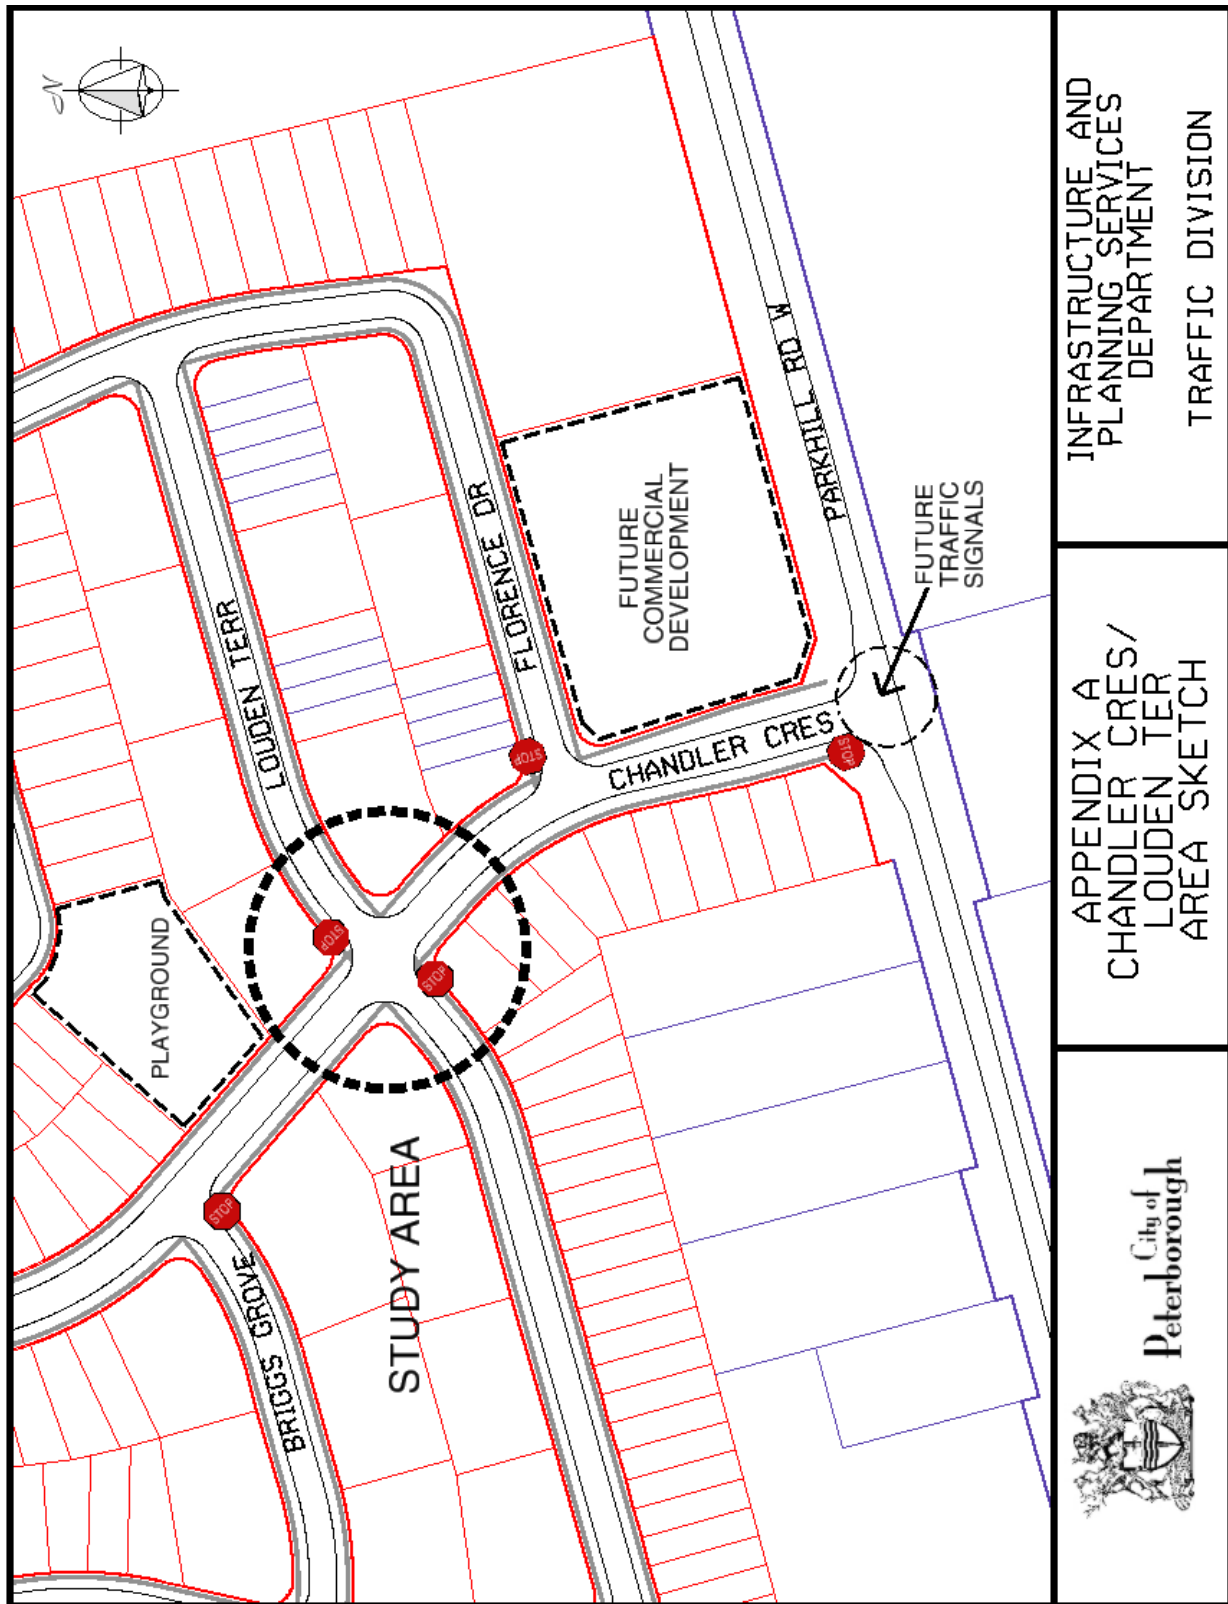 N
PLAYGROUND
BRIGGS GROVE
STOP
STOP
LOUDEN TERR
STUDY AREA
STOP
STOP
FLORENCE DR
FUTURE
COMMERCIAL
DEVELOPMENT
CHANDLER CRES
STOP
PARKHILL RD W
FUTURE
TRAFFIC
SIGNALS
City of
Peterborough
APPENDIX A
CHANDLER CRES/
LOUDEN TER
AREA SKETCH
INFRASTRUCTURE AND
PLANNING SERVICES
DEPARTMENT
TRAFFIC DIVISION